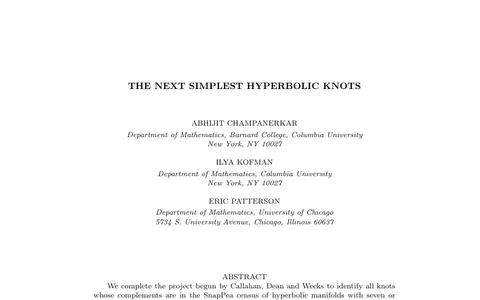 THE NEXT SIMPLEST HYPERBOLIC KNOTS
ABHIJIT CHAMPANERKAR
Department of Mathematics, Barnard College, Columbia University
New York, NY 10027
ILYA KOFMAN
Department of Mathematics, Columbia University
New York, NY 10027
ERIC PATTERSON
Department of Mathematics, University of Chicago
5734 S. University Avenue, Chicago, Illinois 60637
ABSTRACT
We complete the project begun by Callahan, Dean and Weeks to identify all knots
whose complements are in the SnapPea census of hyperbolic manifolds with seven or